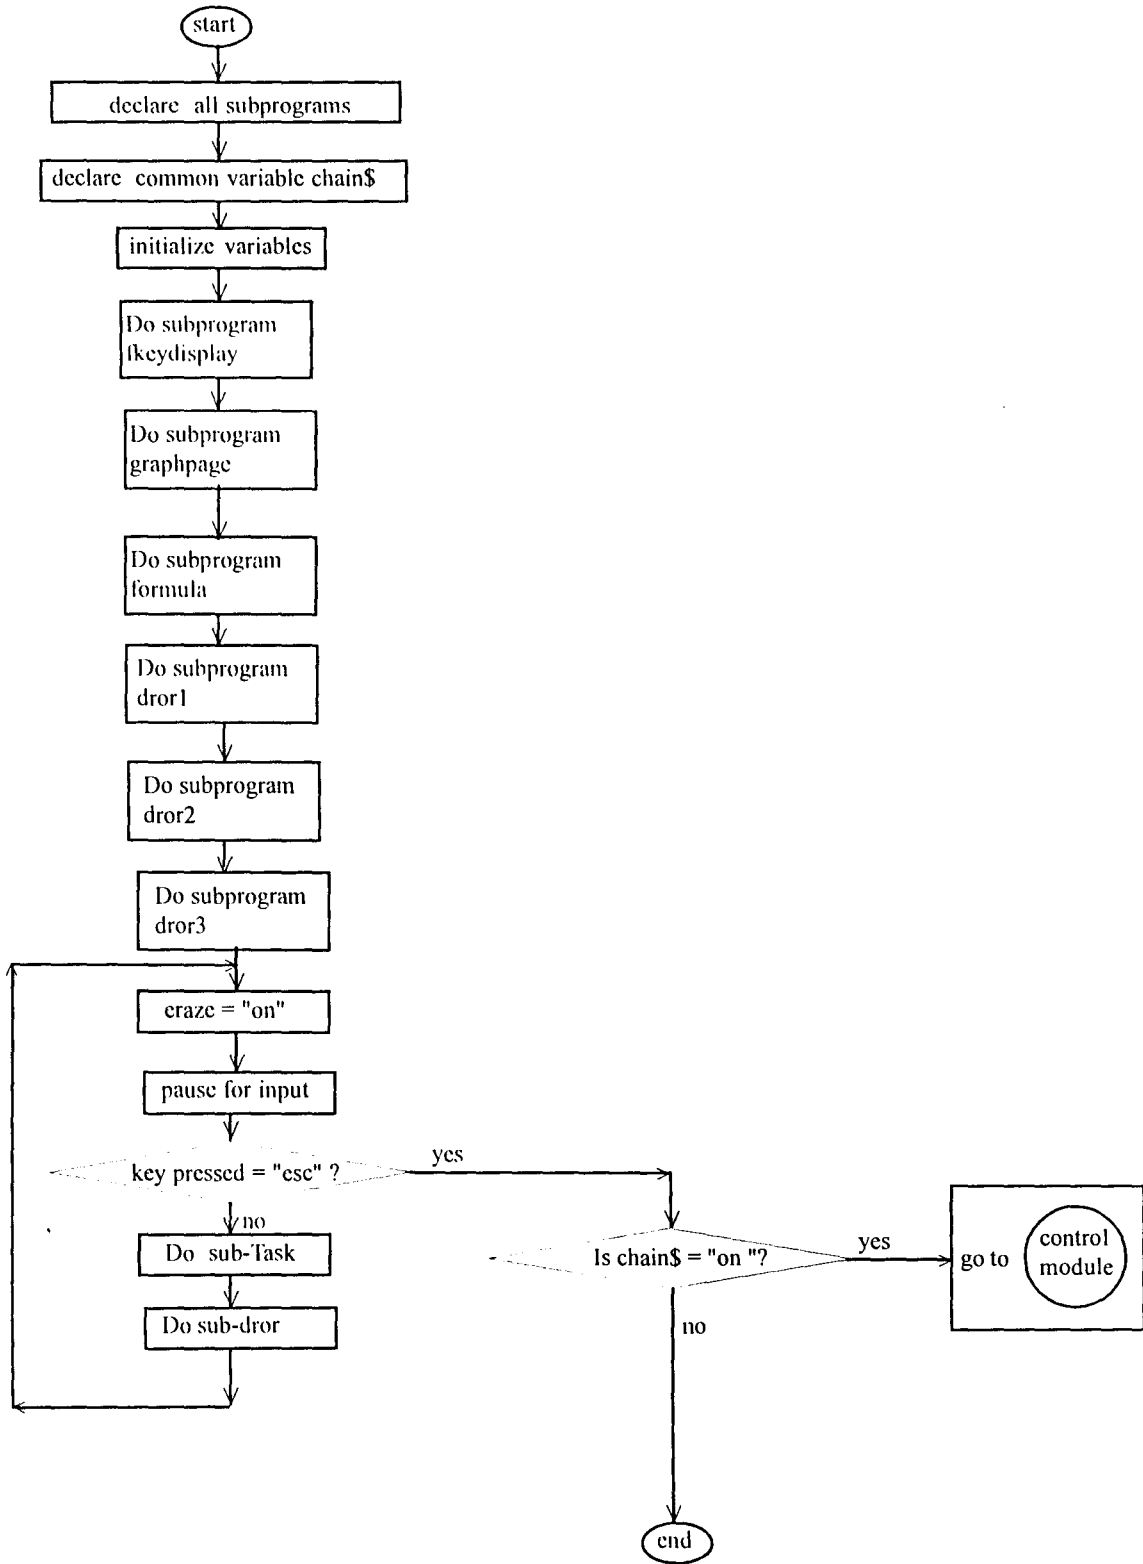 start
declare all subprograms
declare common variable chain$
initialize variables
Do subprogram
fkeydisplay
Do subprogram
graphpage
Do subprogram
formula
Do subprogram
dror1
Do subprogram
dror2
Do subprogram
dror3
eraze = "on"
pause for input
key pressed = "esc" ?
yes
no
Do sub-Task
Do sub-dror
Is chain$ = "on "?
yes
go to
control
module
no
end